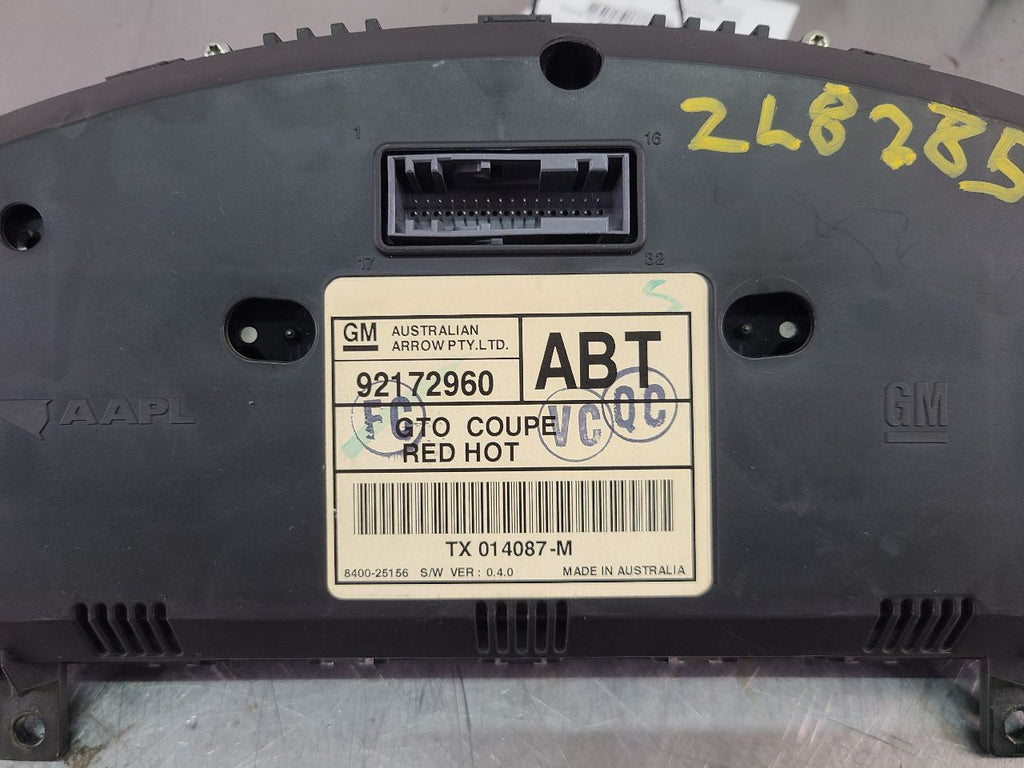 2L8285
1 16
17 32
GM AUSTRALIAN
ARROW PTY.LTD.
ABT
92172960
GTO COUPE
RED HOT
FC
VC
QC
TX 014087-M
8400-25156 S/W VER : 0.4.0 MADE IN AUSTRALIA
S
AAPL
GM